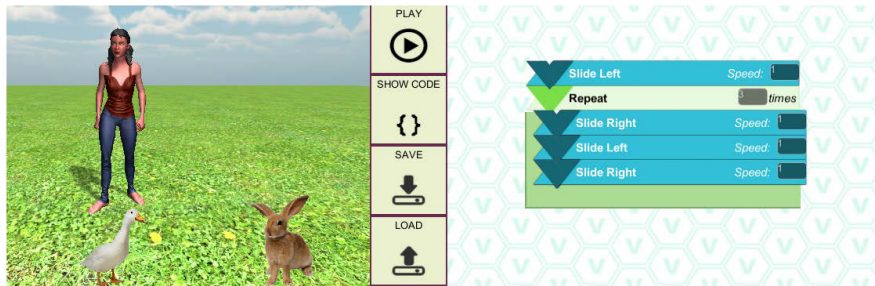 PLAY
SHOW CODE
{}
SAVE
LOAD
Slide Left Speed: 1
Repeat 3 times
Slide Right Speed: 1
Slide Left Speed: 1
Slide Right Speed: 1